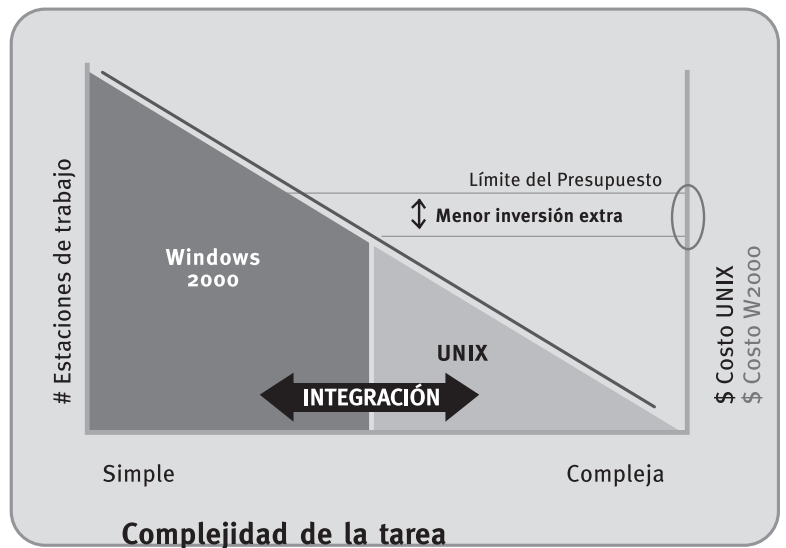 Límite del Presupuesto
Menor inversión extra
# Estaciones de trabajo
Windows
2000
UNIX
INTEGRACIÓN
$ Costo UNIX
$ Costo W2000
Simple
Compleja
Complejidad de la tarea